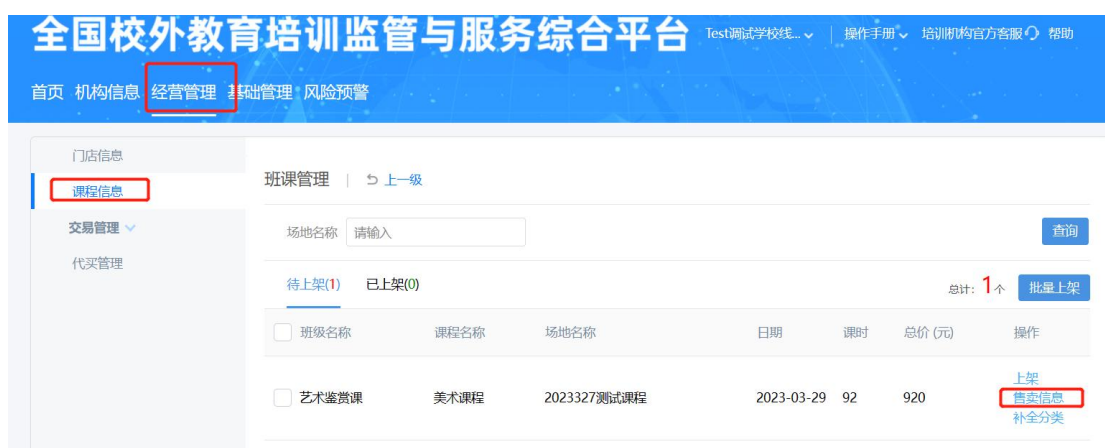 全国校外教育培训监管与服务综合平台 Test调试学校线... 操作手册 培训机构官方客服 帮助
首页 机构信息 经营管理 基础管理 风险预警
门店信息
课程信息
交易管理
代买管理
班课管理 | 上一级
场地名称 请输入 查询
待上架(1) 已上架(0) 总计: 1个 批量上架
班级名称 课程名称 场地名称 日期 课时 总价 (元) 操作
艺术鉴赏课 美术课程 2023327测试课程 2023-03-29 92 920 上架
售卖信息
补全分类